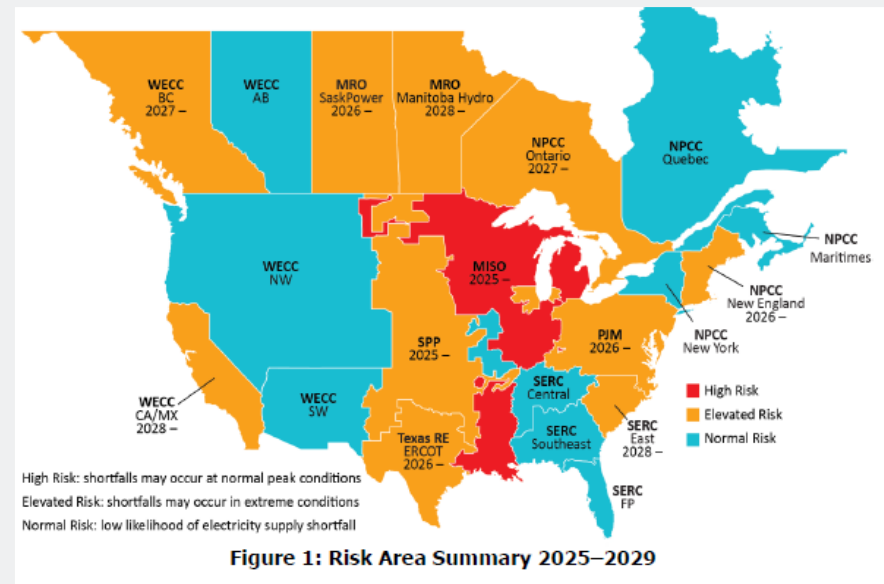 WECC
BC
2027 –
WECC
AB
MRO
SaskPower
2026 –
MRO
Manitoba Hydro
2028 –
NPCC
Ontario
2027 –
NPCC
Quebec
NPCC
Maritimes
WECC
NW
MISO
2025 –
NPCC
New England
2026 –
SPP
2025 –
PJM
2026 –
NPCC
New York
WECC
CA/MX
2028 –
WECC
SW
SERC
Central
SERC
Southeast
SERC
East
2028 –
Texas RE
ERCOT
2026 –
SERC
FP
High Risk
Elevated Risk
Normal Risk
High Risk: shortfalls may occur at normal peak conditions
Elevated Risk: shortfalls may occur in extreme conditions
Normal Risk: low likelihood of electricity supply shortfall
Figure 1: Risk Area Summary 2025–2029